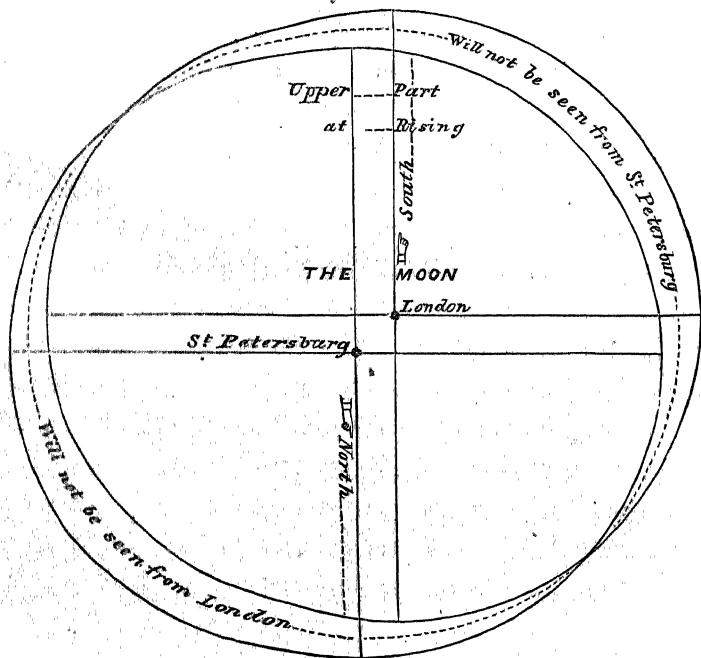 Will not be seen from St Petersburg
Upper Part
at Rising
South
THE MOON
London
St Petersburg
North
Will not be seen from London